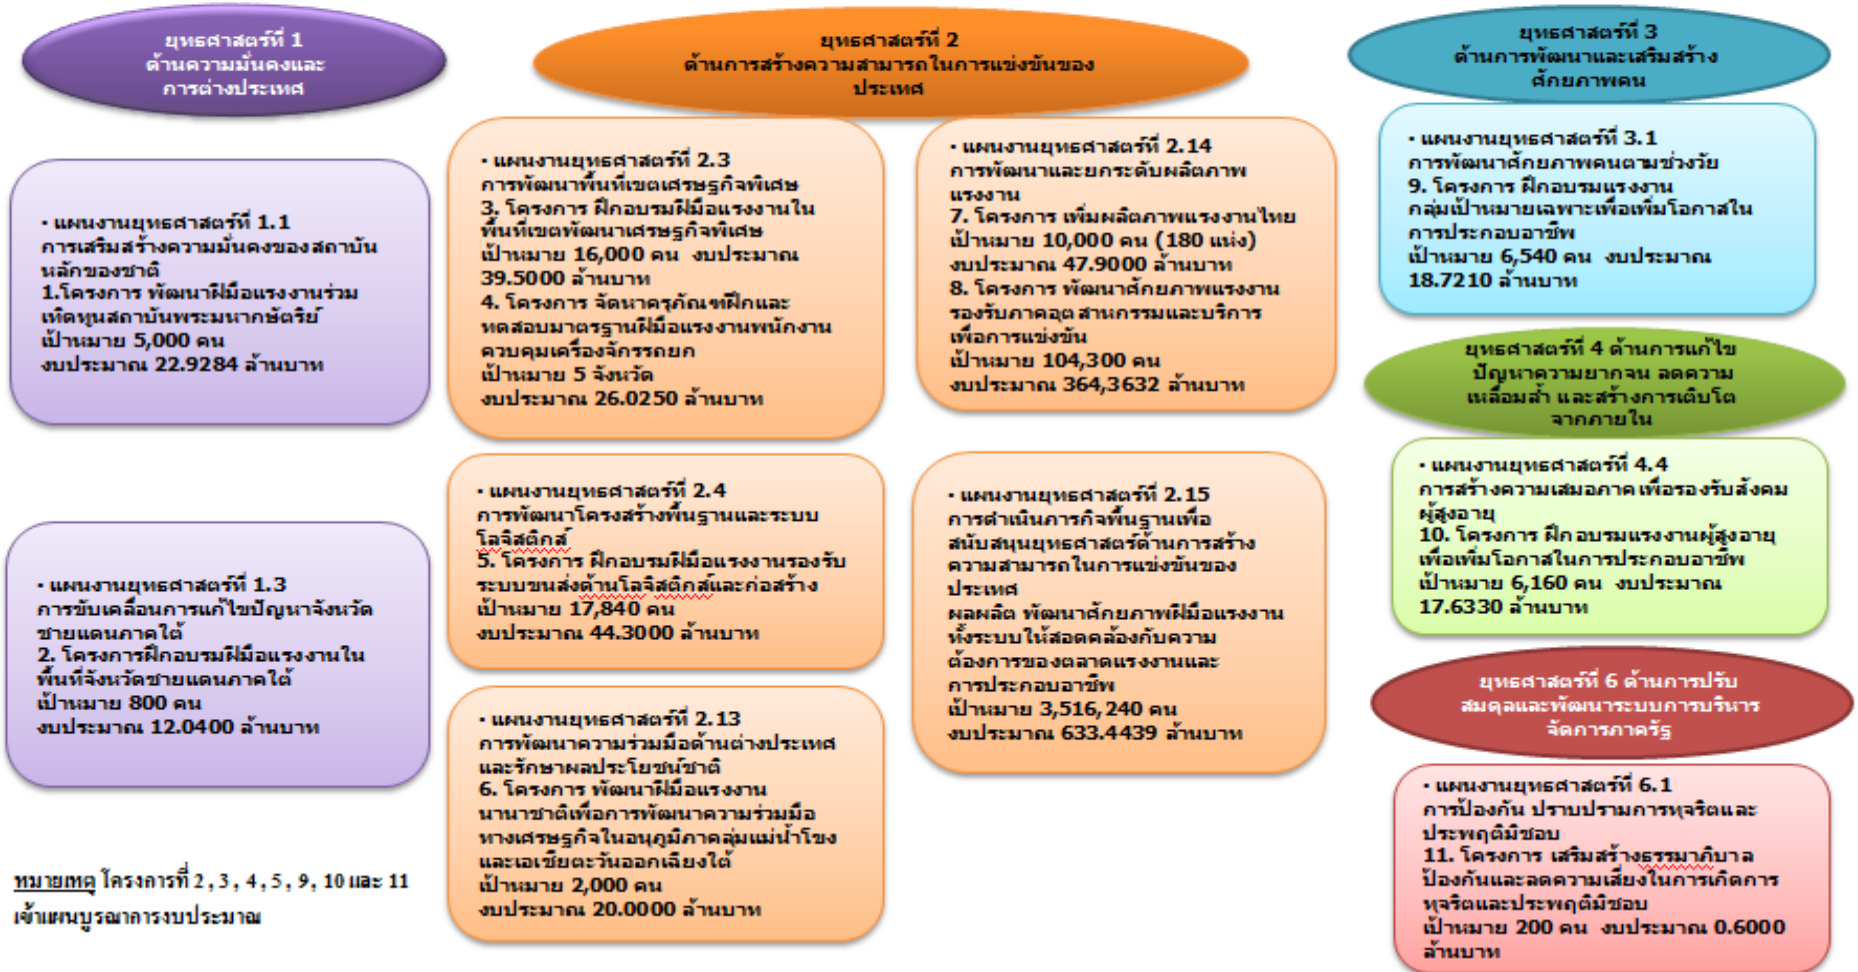 ยุทธศาสตร์ที่ 1
ด้านความมั่นคงและ
การต่างประเทศ
• แผนงานยุทธศาสตร์ที่ 1.1
การเสริมสร้างความมั่นคงของสถาบัน
หลักของชาติ
1.โครงการ พัฒนาฝีมือแรงงานร่วม
เทิดทูนสถาบันพระมหากษัตริย์
เป้าหมาย 5,000 คน
งบประมาณ 22.9284 ล้านบาท
• แผนงานยุทธศาสตร์ที่ 1.3
การขับเคลื่อนการแก้ไขปัญหาจังหวัด
ชายแดนภาคใต้
2. โครงการฝึกอบรมฝีมือแรงงานใน
พื้นที่จังหวัดชายแดนภาคใต้
เป้าหมาย 800 คน
งบประมาณ 12.0400 ล้านบาท
หมายเหตุ โครงการที่ 2 , 3 , 4 , 5 , 9 , 10 และ 11
เข้าแผนบูรณาการงบประมาณ
ยุทธศาสตร์ที่ 2
ด้านการสร้างความสามารถในการแข่งขันของ
ประเทศ
• แผนงานยุทธศาสตร์ที่ 2.3
การพัฒนาพื้นที่เขตเศรษฐกิจพิเศษ
3. โครงการ ฝึกอบรมฝีมือแรงงานใน
พื้นที่เขตพัฒนาเศรษฐกิจพิเศษ
เป้าหมาย 16,000 คน งบประมาณ
39.5000 ล้านบาท
4. โครงการ จัดหาครุภัณฑ์ฝึกและ
ทดสอบมาตรฐานฝีมือแรงงานพนักงาน
ควบคุมเครื่องจักรรถยก
เป้าหมาย 5 จังหวัด
งบประมาณ 26.0250 ล้านบาท
• แผนงานยุทธศาสตร์ที่ 2.4
การพัฒนาโครงสร้างพื้นฐานและระบบ
โลจิสติกส์
5. โครงการ ฝึกอบรมฝีมือแรงงานรองรับ
ระบบขนส่งด้านโลจิสติกส์และก่อสร้าง
เป้าหมาย 17,840 คน
งบประมาณ 44.3000 ล้านบาท
• แผนงานยุทธศาสตร์ที่ 2.13
การพัฒนาความร่วมมือด้านต่างประเทศ
และรักษาผลประโยชน์ชาติ
6. โครงการ พัฒนาฝีมือแรงงาน
นานาชาติเพื่อการพัฒนาความร่วมมือ
ทางเศรษฐกิจในอนุภูมิภาคลุ่มแม่น้ำโขง
และเอเชียตะวันออกเฉียงใต้
เป้าหมาย 2,000 คน
งบประมาณ 20.0000 ล้านบาท
• แผนงานยุทธศาสตร์ที่ 2.14
การพัฒนาและยกระดับผลิตภาพ
แรงงาน
7. โครงการ เพิ่มผลิตภาพแรงงานไทย
เป้าหมาย 10,000 คน (180 แห่ง)
งบประมาณ 47.9000 ล้านบาท
8. โครงการ พัฒนาศักยภาพแรงงาน
รองรับภาคอุตสาหกรรมและบริการ
เพื่อการแข่งขัน
เป้าหมาย 104,300 คน
งบประมาณ 364,3632 ล้านบาท
• แผนงานยุทธศาสตร์ที่ 2.15
การดำเนินภารกิจพื้นฐานเพื่อ
สนับสนุนยุทธศาสตร์ด้านการสร้าง
ความสามารถในการแข่งขันของ
ประเทศ
ผลผลิต พัฒนาศักยภาพฝีมือแรงงาน
ทั้งระบบให้สอดคล้องกับความ
ต้องการของตลาดแรงงานและ
การประกอบอาชีพ
เป้าหมาย 3,516,240 คน
งบประมาณ 633.4439 ล้านบาท
ยุทธศาสตร์ที่ 3
ด้านการพัฒนาและเสริมสร้าง
ศักยภาพคน
• แผนงานยุทธศาสตร์ที่ 3.1
การพัฒนาศักยภาพคนตามช่วงวัย
9. โครงการ ฝึกอบรมแรงงาน
กลุ่มเป้าหมายเฉพาะเพื่อเพิ่มโอกาสใน
การประกอบอาชีพ
เป้าหมาย 6,540 คน งบประมาณ
18.7210 ล้านบาท
ยุทธศาสตร์ที่ 4 ด้านการแก้ไข
ปัญหาความยากจน ลดความ
เหลื่อมล้ำ และสร้างการเติบโต
จากภายใน
• แผนงานยุทธศาสตร์ที่ 4.4
การสร้างความเสมอภาคเพื่อรองรับสังคม
ผู้สูงอายุ
10. โครงการ ฝึกอบรมแรงงานผู้สูงอายุ
เพื่อเพิ่มโอกาสในการประกอบอาชีพ
เป้าหมาย 6,160 คน งบประมาณ
17.6330 ล้านบาท
ยุทธศาสตร์ที่ 6 ด้านการปรับ
สมดุลและพัฒนาระบบการบริหาร
จัดการภาครัฐ
• แผนงานยุทธศาสตร์ที่ 6.1
การป้องกัน ปราบปรามการทุจริตและ
ประพฤติมิชอบ
11. โครงการ เสริมสร้างธรรมาภิบาล
ป้องกันและลดความเสี่ยงในการเกิดการ
ทุจริตและประพฤติมิชอบ
เป้าหมาย 200 คน งบประมาณ 0.6000
ล้านบาท